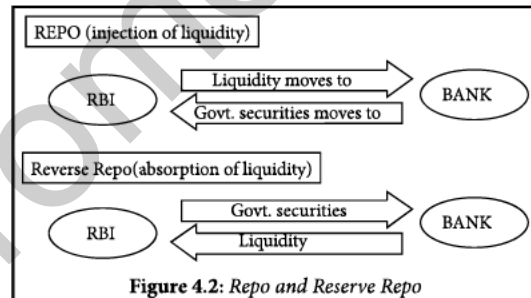 REPO (injection of liquidity)
RBI
Liquidity moves to
Govt. securities moves to
BANK
Reverse Repo(absorption of liquidity)
RBI
Govt. securities
Liquidity
BANK
Figure 4.2: Repo and Reserve Repo